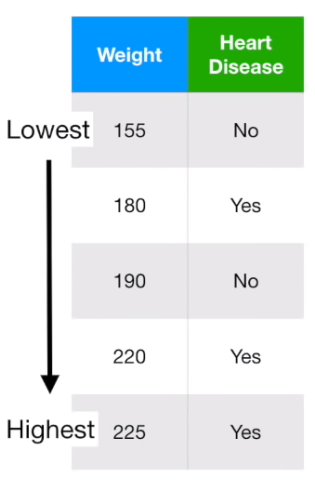 Weight Heart Disease
Lowest 155 No
180 Yes
190 No
220 Yes
Highest 225 Yes